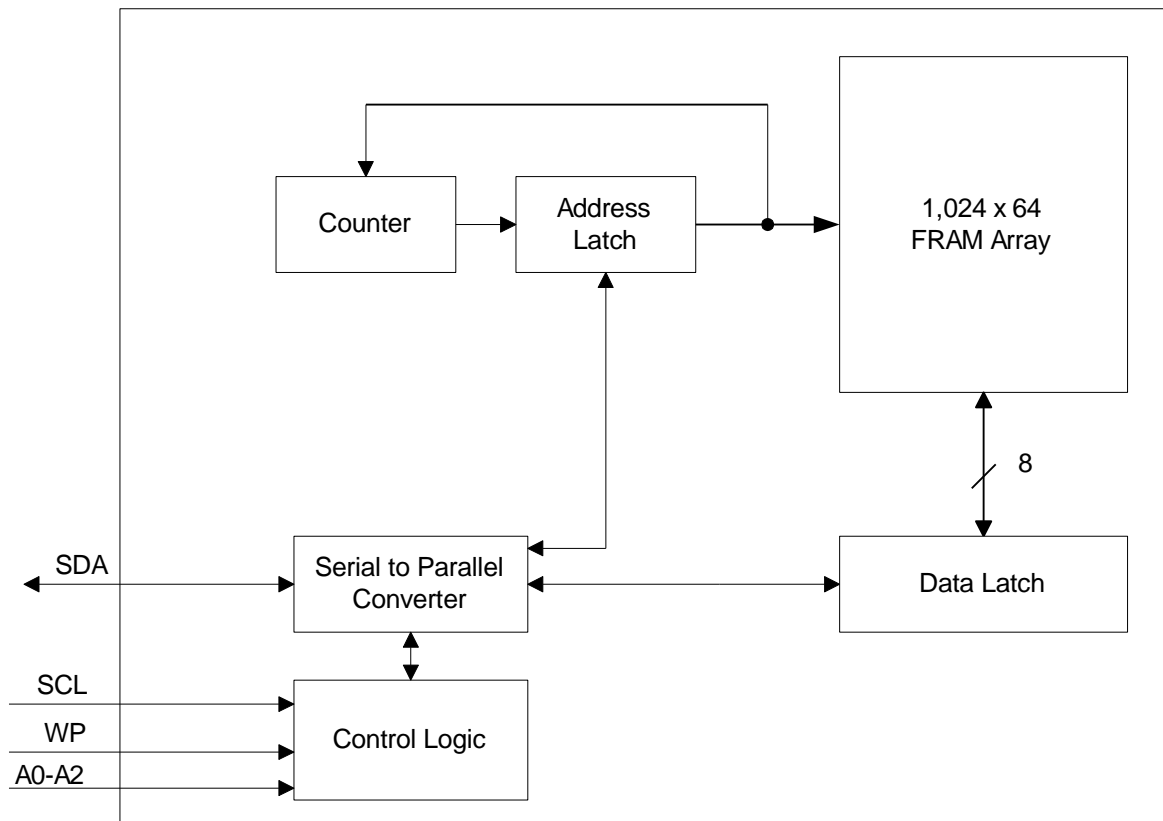 Counter
Address
Latch
1,024 x 64
FRAM Array
8
SDA
Serial to Parallel
Converter
Data Latch
SCL
WP
Control Logic
A0-A2